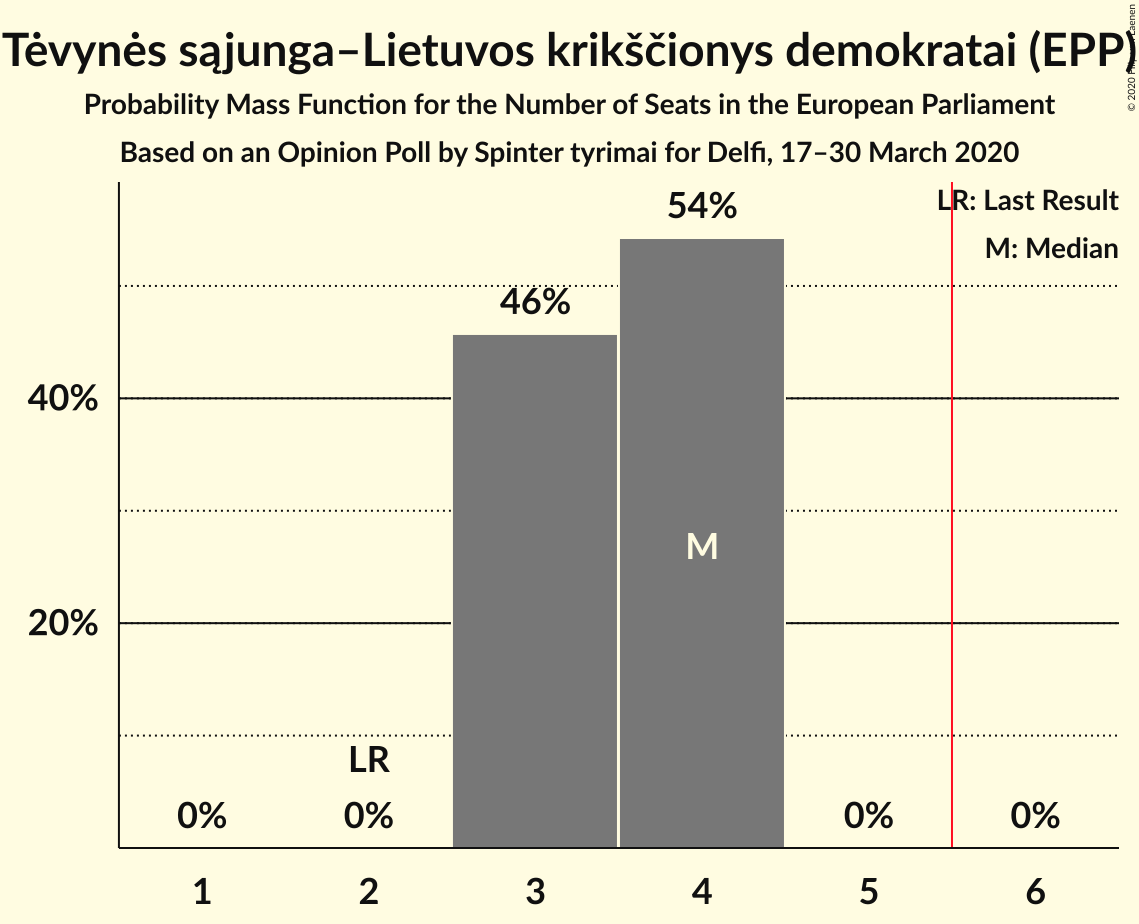 Tėvynės sąjunga–Lietuvos krikščionys demokratai (EPP)
Probability Mass Function for the Number of Seats in the European Parliament
Based on an Opinion Poll by Spinter tyrimai for Delfi, 17–30 March 2020
LR: Last Result
M: Median
54%
46%
40%
M
20%
LR
0%
0%
0%
0%
1
2
3
4
5
6
© 2020
Laenen